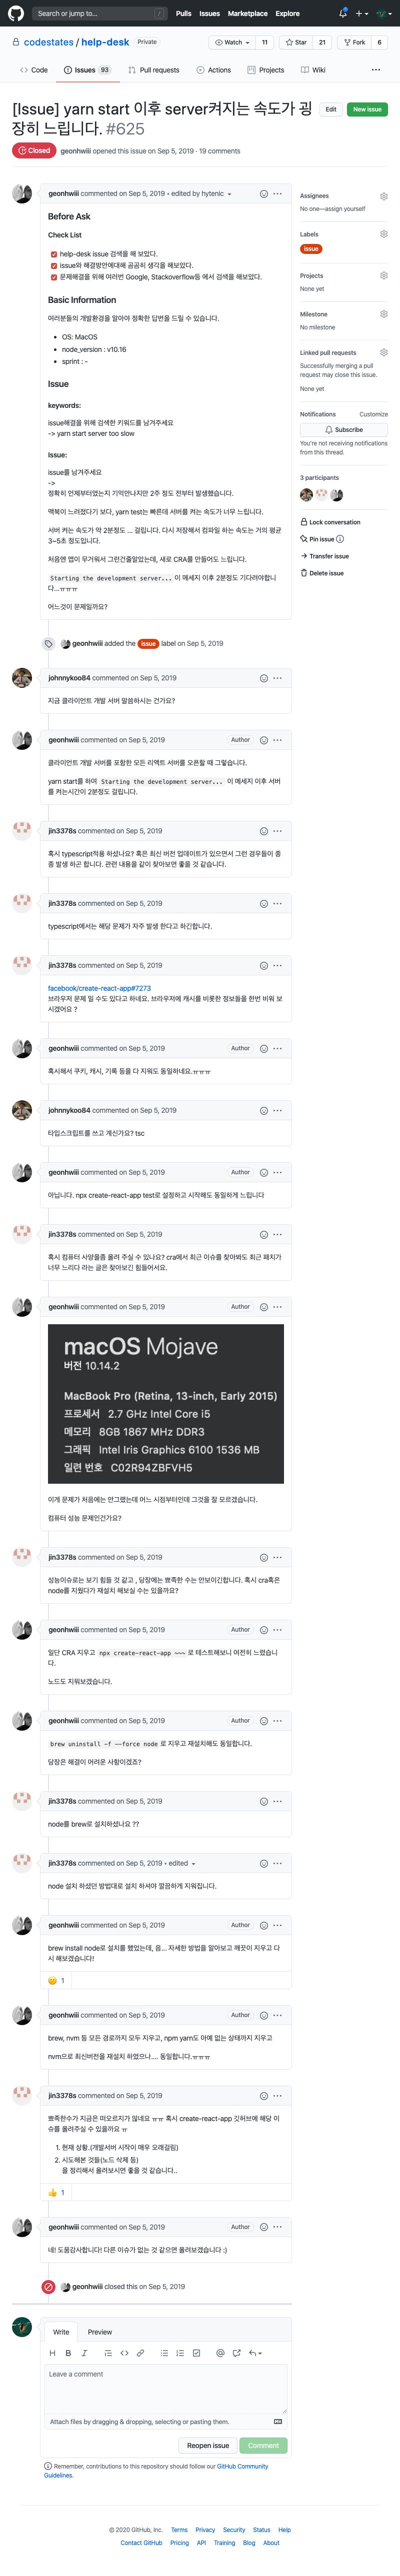 Search or jump to...
/
Pulls
Issues
Marketplace
Explore
codestates / help-desk
Private
Watch
11
Star
21
Fork
6
Code
Issues 93
Pull requests
Actions
Projects
Wiki
[Issue] yarn start 이후 server켜지는 속도가 굉
장히 느립니다. #625
Edit
New issue
Closed
geonhwiii opened this issue on Sep 5, 2019 · 19 comments
geonhwiii commented on Sep 5, 2019 • edited by hytenic
Before Ask
Check List
help-desk issue 검색을 해 보았다.
issue와 해결방안에대해 곰곰히 생각을 해보았다.
문제해결을 위해 여러번 Google, Stackoverflow등 에서 검색을 해보았다.
Basic Information
여러분들의 개발환경을 알아야 정확한 답변을 드릴 수 있습니다.
OS: MacOS
node_version : v10.16
sprint : -
Issue
keywords:
issue해결을 위해 검색한 키워드를 남겨주세요
-> yarn start server too slow
Issue:
issue를 남겨주세요
->
정확히 언제부터였는지 기억안나지만 2주 정도 전부터 발생했습니다.
맥북이 느려졌다기 보다, yarn test는 빠른데 서버를 켜는 속도가 너무 느립니다.
서버 켜는 속도가 약 2분정도 ... 걸립니다. 다시 저장해서 컴파일 하는 속도는 거의 평균
3~5초 정도입니다.
처음엔 앱이 무거워서 그런건줄알았는데, 새로 CRA를 만들어도 느립니다.
Starting the development server... 이 메세지 이후 2분정도 기다려야합니
다...ㅠㅠㅠ
어느것이 문제일까요?
geonhwiii added the issue label on Sep 5, 2019
johnnykoo84 commented on Sep 5, 2019
지금 클라이언트 개발 서버 말씀하시는 건가요?
geonhwiii commented on Sep 5, 2019
Author
클라이언트 개발 서버를 포함한 모든 리액트 서버를 오픈할 때 그렇습니다.
yarn start를 하여 Starting the development server... 이 메세지 이후 서버
를 켜는시간이 2분정도 걸립니다.
jin3378s commented on Sep 5, 2019
혹시 typescript적용 하셨나요? 혹은 최신 버전 업데이트가 있으면서 그런 경우들이 종
종 발생 하곤 합니다. 관련 내용을 같이 찾아보면 좋을 것 같습니다.
jin3378s commented on Sep 5, 2019
typescript에서는 해당 문제가 자주 발생 한다고 하긴합니다.
jin3378s commented on Sep 5, 2019
facebook/create-react-app#7273
브라우저 문제 일 수도 있다고 하네요. 브라우저에 캐시를 비롯한 정보들을 한번 비워 보
시겠어요 ?
geonhwiii commented on Sep 5, 2019
Author
혹시해서 쿠키, 캐시, 기록 등을 다 지워도 동일하네요.ㅠㅠㅠ
johnnykoo84 commented on Sep 5, 2019
타입스크립트를 쓰고 계신가요? tsc
geonhwiii commented on Sep 5, 2019
Author
아닙니다. npx create-react-app test로 설정하고 시작해도 동일하게 느립니다
jin3378s commented on Sep 5, 2019
혹시 컴퓨터 사양을좀 올려 주실 수 있나요? cra에서 최근 이슈를 찾아봐도 최근 패치가
너무 느리다 라는 글은 찾아보긴 힘들어서요.
geonhwiii commented on Sep 5, 2019
Author
macOS Mojave
버전 10.14.2
MacBook Pro (Retina, 13-inch, Early 2015)
프로세서 2.7 GHz Intel Core i5
메모리 8GB 1867 MHz DDR3
그래픽 Intel Iris Graphics 6100 1536 MB
일련 번호 C02R94ZBFVH5
이게 문제가 처음에는 안그랬는데 어느 시점부터인데 그것을 잘 모르겠습니다.
컴퓨터 성능 문제인건가요?
jin3378s commented on Sep 5, 2019
성능이슈로는 보기 힘들 것 같고 , 당장에는 뾰족한 수는 안보이긴합니다. 혹시 cra혹은
node를 지웠다가 재설치 해보실 수는 있을까요?
geonhwiii commented on Sep 5, 2019
Author
일단 CRA 지우고 npx create-react-app ~~~ 로 테스트해보니 여전히 느렸습니
다.
노드도 지워보겠습니다.
geonhwiii commented on Sep 5, 2019
Author
brew uninstall -f --force node 로 지우고 재설치해도 동일합니다.
당장은 해결이 어려운 사항이겠죠?
jin3378s commented on Sep 5, 2019
node를 brew로 설치하셨나요 ??
jin3378s commented on Sep 5, 2019 • edited
node 설치 하셨던 방법대로 설치 하셔야 깔끔하게 지워집니다.
geonhwiii commented on Sep 5, 2019
Author
brew install node로 설치를 했었는데, 음... 자세한 방법을 알아보고 깨끗이 지우고 다
시 해보겠습니다!
1
geonhwiii commented on Sep 5, 2019
Author
brew, nvm 등 모든 경로까지 모두 지우고, npm yarn도 아예 없는 상태까지 지우고
nvm으로 최신버전을 재설치 하였으나.... 동일합니다.ㅠㅠㅠ
jin3378s commented on Sep 5, 2019
뾰족한수가 지금은 떠오르지가 않네요 ㅠㅠ 혹시 create-react-app 깃허브에 해당 이
슈를 올려주실 수 있을까요 ㅠ
1. 현재 상황.(개발서버 시작이 매우 오래걸림)
2. 시도해본 것들(노드 삭제 등)
을 정리해서 올려보시면 좋을 것 같습니다..
1
geonhwiii commented on Sep 5, 2019
Author
네! 도움감사합니다! 다른 이슈가 없는 것 같으면 올려보겠습니다 :)
geonhwiii closed this on Sep 5, 2019
Write
Preview
Leave a comment
Attach files by dragging & dropping, selecting or pasting them.
Reopen issue
Comment
Remember, contributions to this repository should follow our GitHub Community
Guidelines.
Assignees
No one—assign yourself
Labels
issue
Projects
None yet
Milestone
No milestone
Linked pull requests
Successfully merging a pull
request may close this issue.
None yet
Notifications
Customize
Subscribe
You're not receiving notifications
from this thread.
3 participants
Lock conversation
Pin issue
Transfer issue
Delete issue
© 2020 GitHub, Inc.
Terms
Privacy
Security
Status
Help
Contact GitHub
Pricing
API
Training
Blog
About